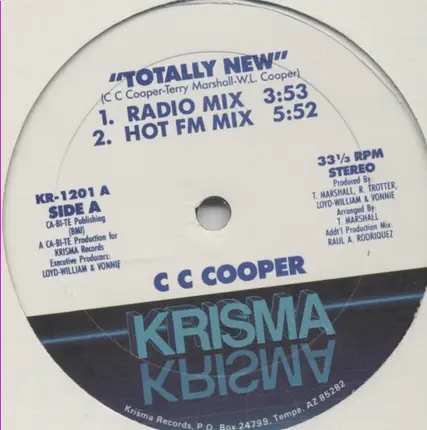 "TOTALLY NEW"
(C C Cooper-Terry Marshall-W.L. Cooper)
1. RADIO MIX 3:53
2. HOT FM MIX 5:52
KR-1201 A
SIDE A
CA-BI-TE Publishing
(BMI)
A CA-BI-TE Production for
KRISMA Records
Executive Producers:
LOYD-WILLIAM & VONNIE
33⅓ RPM
STEREO
Produced By:
T. MARSHALL, R. TROTTER,
LOYD-WILLIAM & VONNIE
Arranged By:
T. MARSHALL
Addt'l Production Mix:
RAUL A. RODRIQUEZ
C C COOPER
KRISMA
KRISMA
Krisma Records, P.O. Box 24799, Tempe, AZ 85282